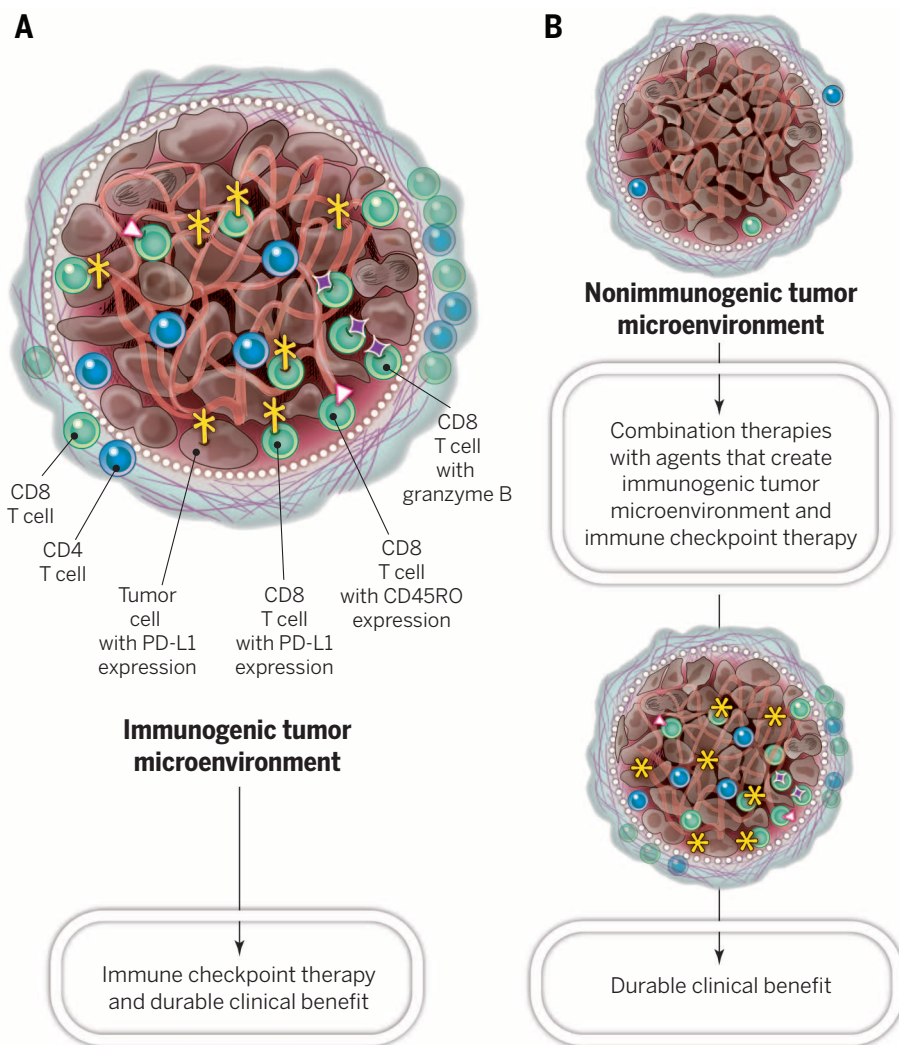 A
CD8
T cell
CD4
T cell
Tumor
cell
with PD-L1
expression
CD8
T cell
with PD-L1
expression
CD8
T cell
with CD45RO
expression
CD8
T cell
with
granzyme B
Immunogenic tumor
microenvironment
Immune checkpoint therapy
and durable clinical benefit
B
Nonimmunogenic tumor
microenvironment
Combination therapies
with agents that create
immunogenic tumor
microenvironment and
immune checkpoint therapy
Durable clinical benefit